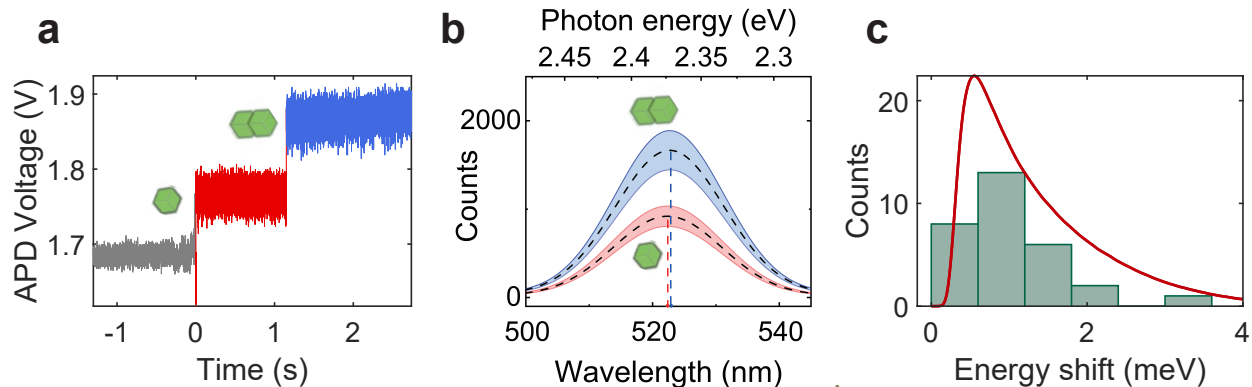 a
APD Voltage (V)
1.9
1.8
1.7
-1 0 1 2
Time (s)
b
Photon energy (eV)
2.45 2.4 2.35 2.3
Counts
2000
0
500 520 540
Wavelength (nm)
c
Counts
20
10
0
0 2 4
Energy shift (meV)